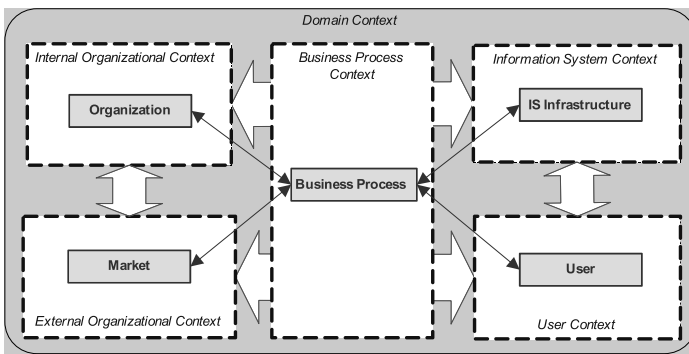 Domain Context
Internal Organizational Context
Business Process
Context
Information System Context
Organization
IS Infrastructure
Business Process
Market
User
External Organizational Context
User Context